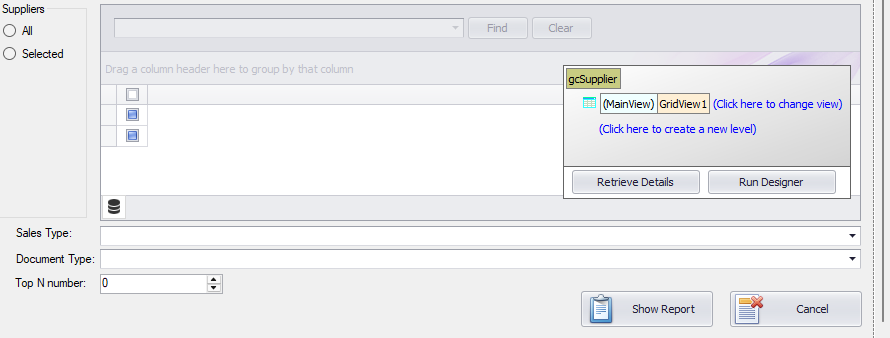 Suppliers
All
Selected
Find Clear
Drag a column header here to group by that column
gcSupplier
(MainView) GridView1 (Click here to change view)
(Click here to create a new level)
Retrieve Details Run Designer
Sales Type:
Document Type:
Top N number: 0
Show Report Cancel